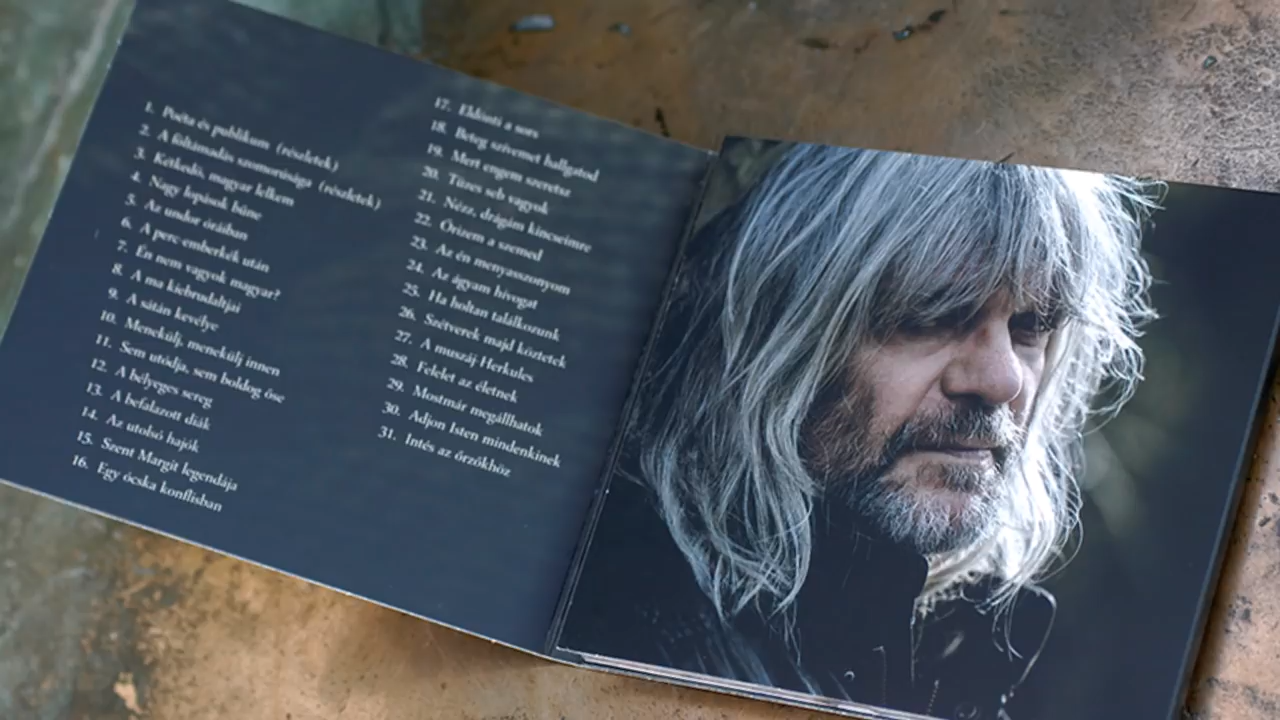 1. Poéta és publikum (részletek)
2. A föltámadás szomorúsága (részletek)
3. Kétkedő, magyar lelkem
4. Nagy lopások bűne
5. Az undor óráiban
6. A perc-emberkék után
7. Én nem vagyok magyar?
8. A ma kiebrudaltjai
9. A sátán kevélye
10. Menekülj, menekülj innen
11. Sem utódja, sem boldog őse
12. A bélyeges sereg
13. A befalazott diák
14. Az utolsó hajók
15. Szent Margit legendája
16. Egy ócska konflisban
17. Eldönti a sors
18. Beteg szívemet hallgatod
19. Mert engem szeretsz
20. Tüzes seb vagyok
21. Nézz, drágám kincseimre
22. Őrizem a szemed
23. Az én menyasszonyom
24. Az ágyam hívogat
25. Ha holtan találkozunk
26. Szétverek majd köztetek
27. A muszáj-Herkules
28. Felelet az életnek
29. Mostmár megállhatok
30. Adjon Isten mindenkinek
31. Intés az őrzőkhöz